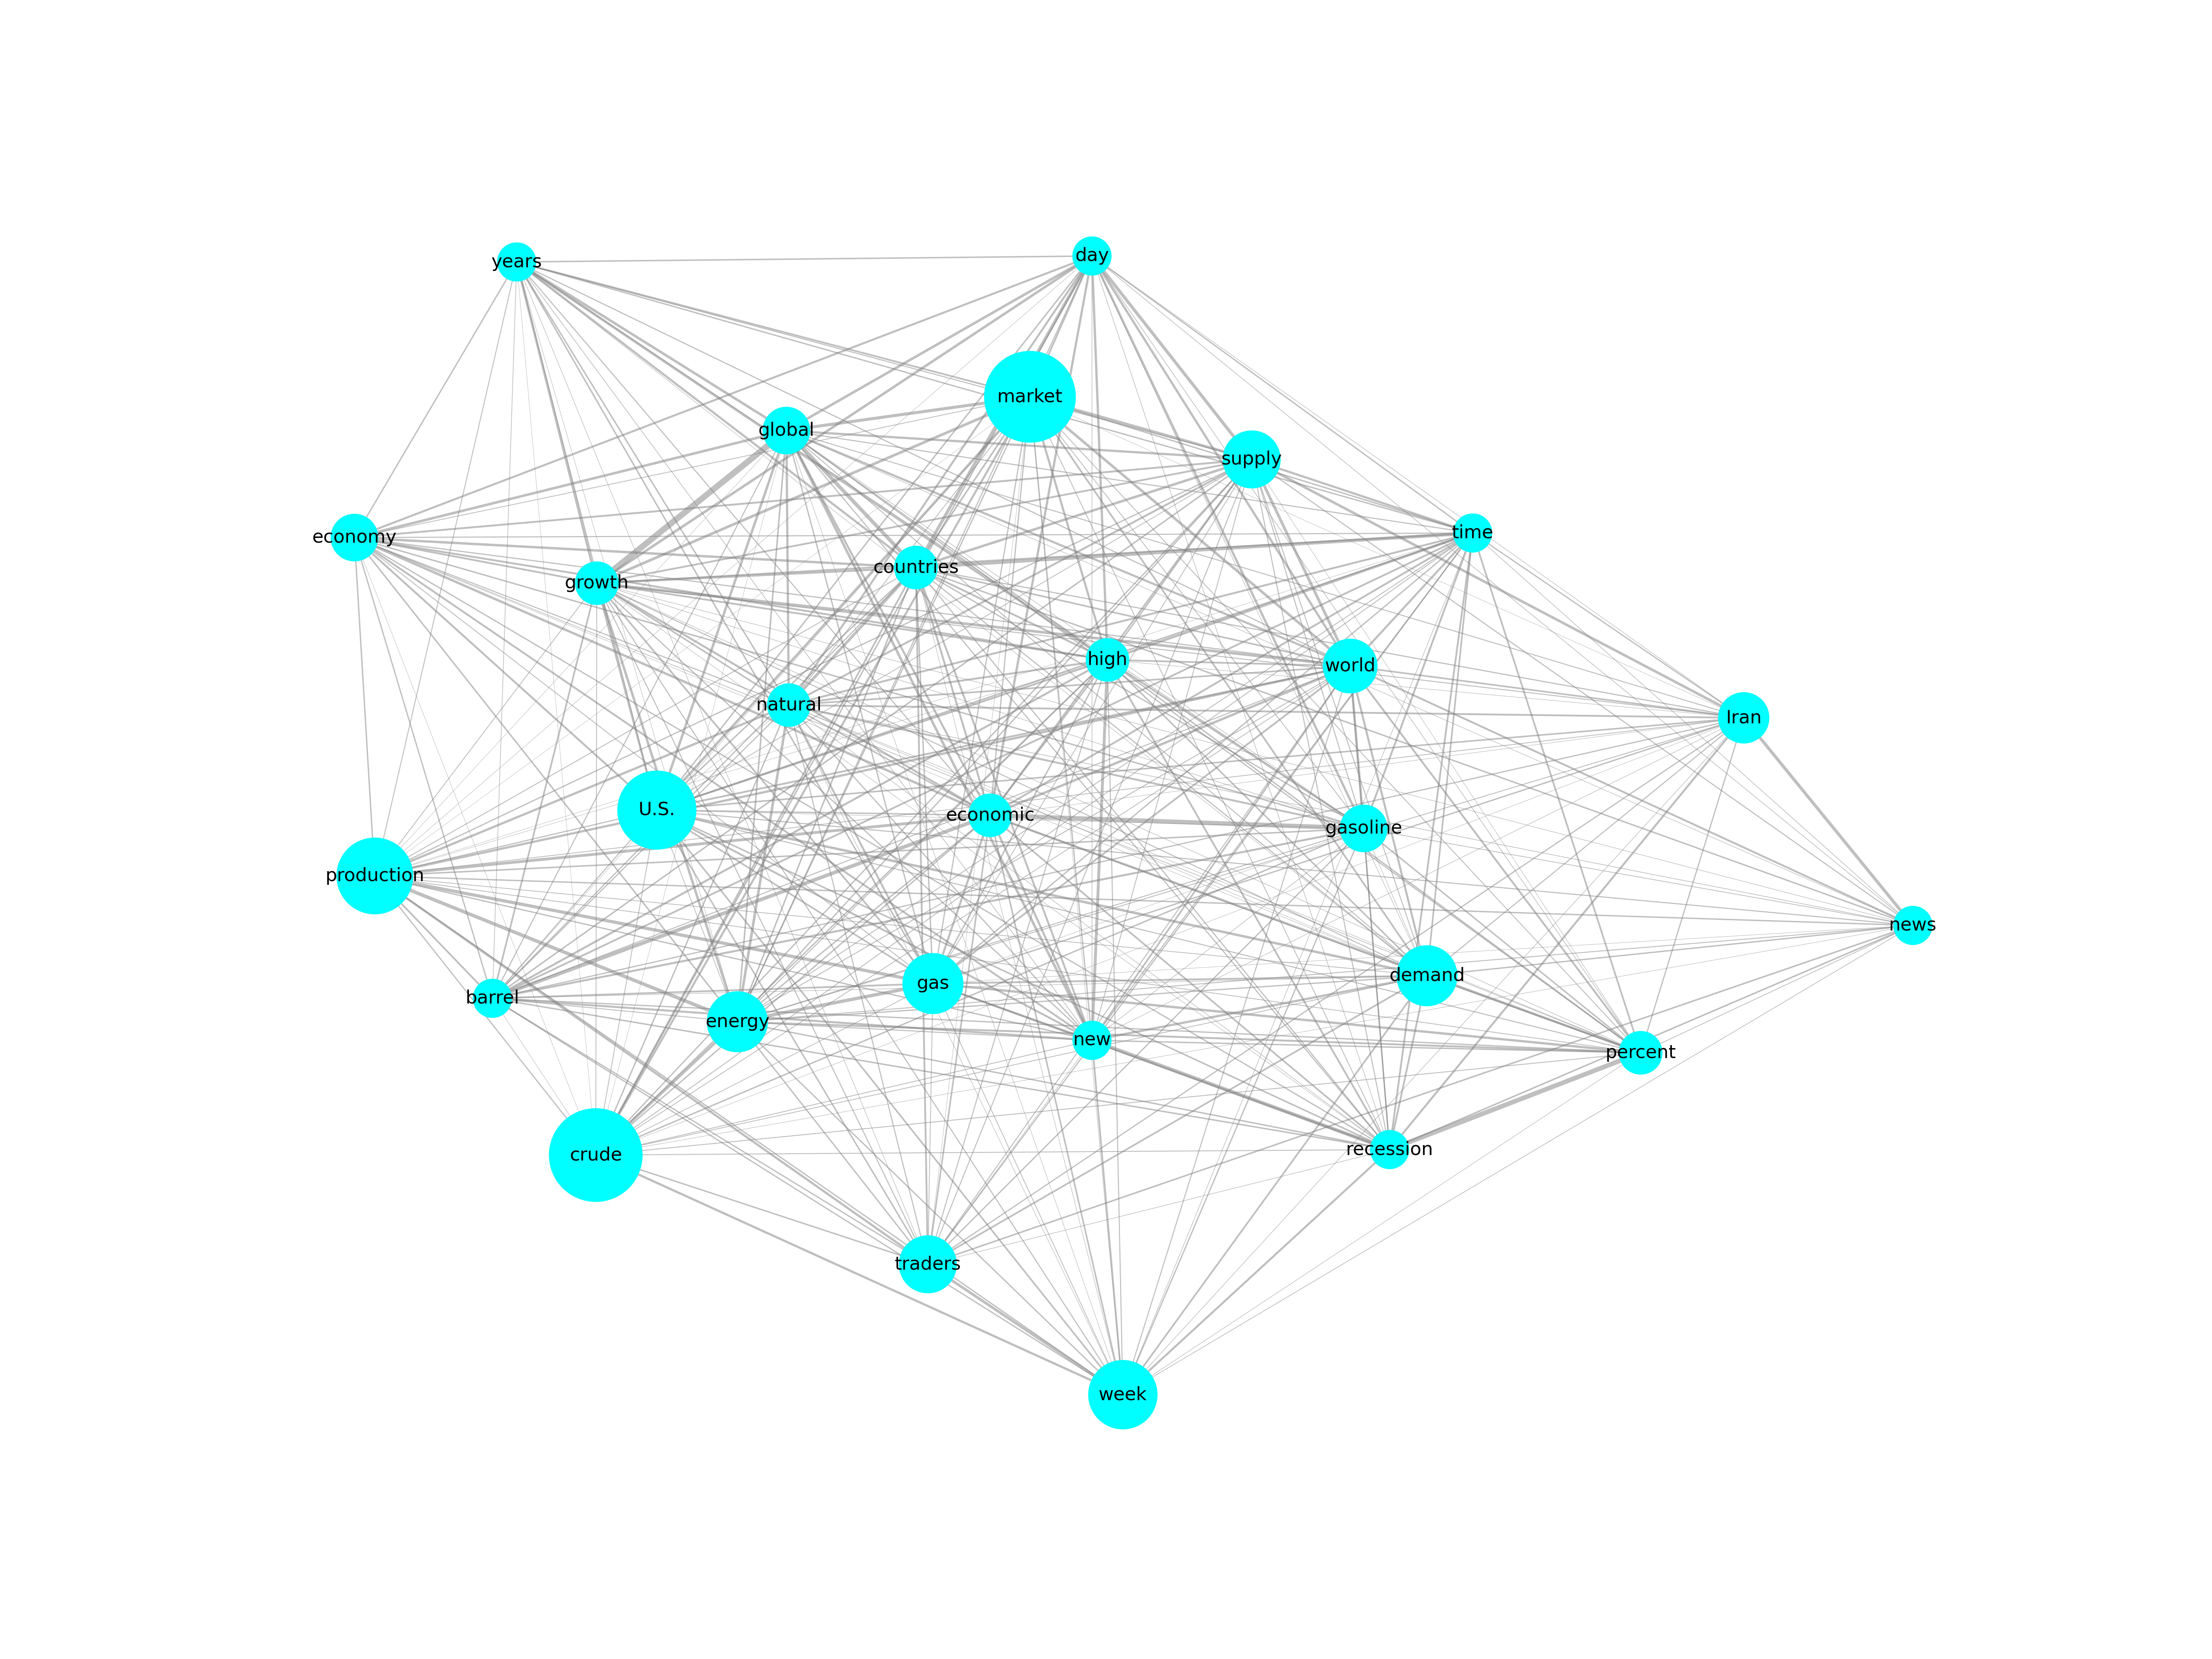 years
day
market
global
supply
time
economy
countries
growth
high
world
natural
Iran
U.S.
economic
gasoline
production
news
demand
gas
barrel
energy
new
percent
recession
crude
traders
week